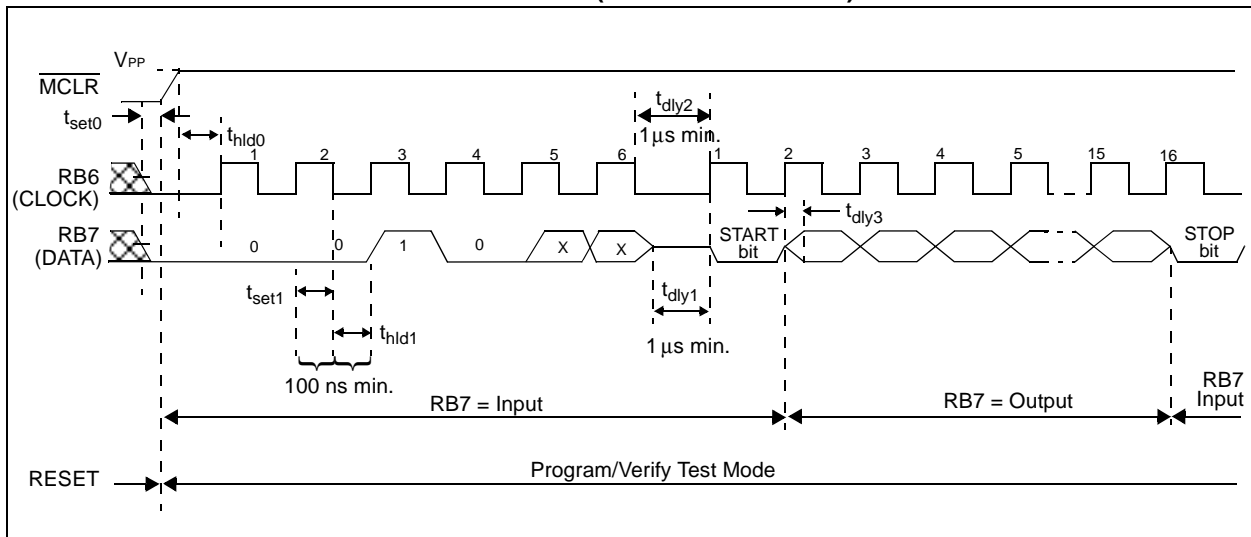 VPP
MCLR
tset0
thld0
tdly2
1 µs min.
1 2 3 4 5 6 1 2 3 4 5 15 16
RB6
(CLOCK)
tdly3
RB7
(DATA)
0 0 1 0 X X
START
bit
STOP
bit
tset1
thld1
tdly1
1 µs min.
100 ns min.
RB7 = Input
RB7 = Output
RB7
Input
RESET
Program/Verify Test Mode